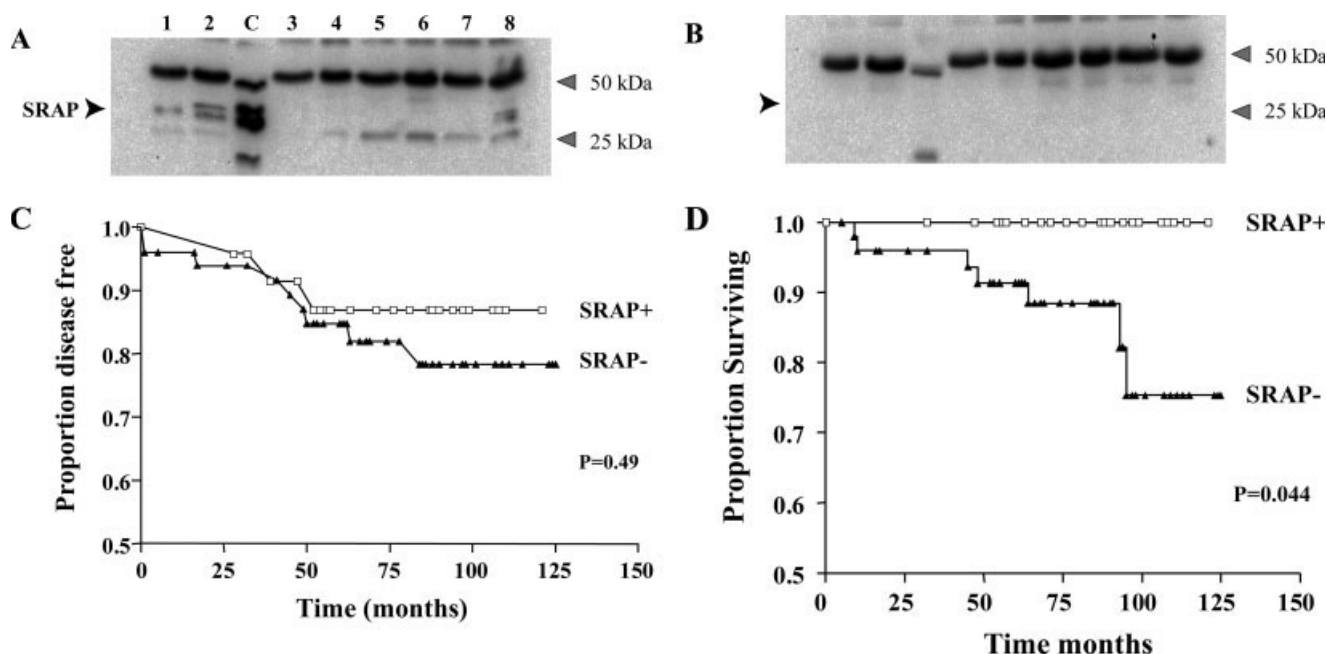 A
1 2 C 3 4 5 6 7 8
SRAP
50 kDa
25 kDa
B
50 kDa
25 kDa
C
Proportion disease free
1.0
0.9
0.8
0.7
0.6
0.5
SRAP+
SRAP-
P=0.49
0 25 50 75 100 125 150
Time (months)
D
Proportion Surviving
1.0
0.9
0.8
0.7
0.6
0.5
SRAP+
SRAP-
P=0.044
0 25 50 75 100 125 150
Time months